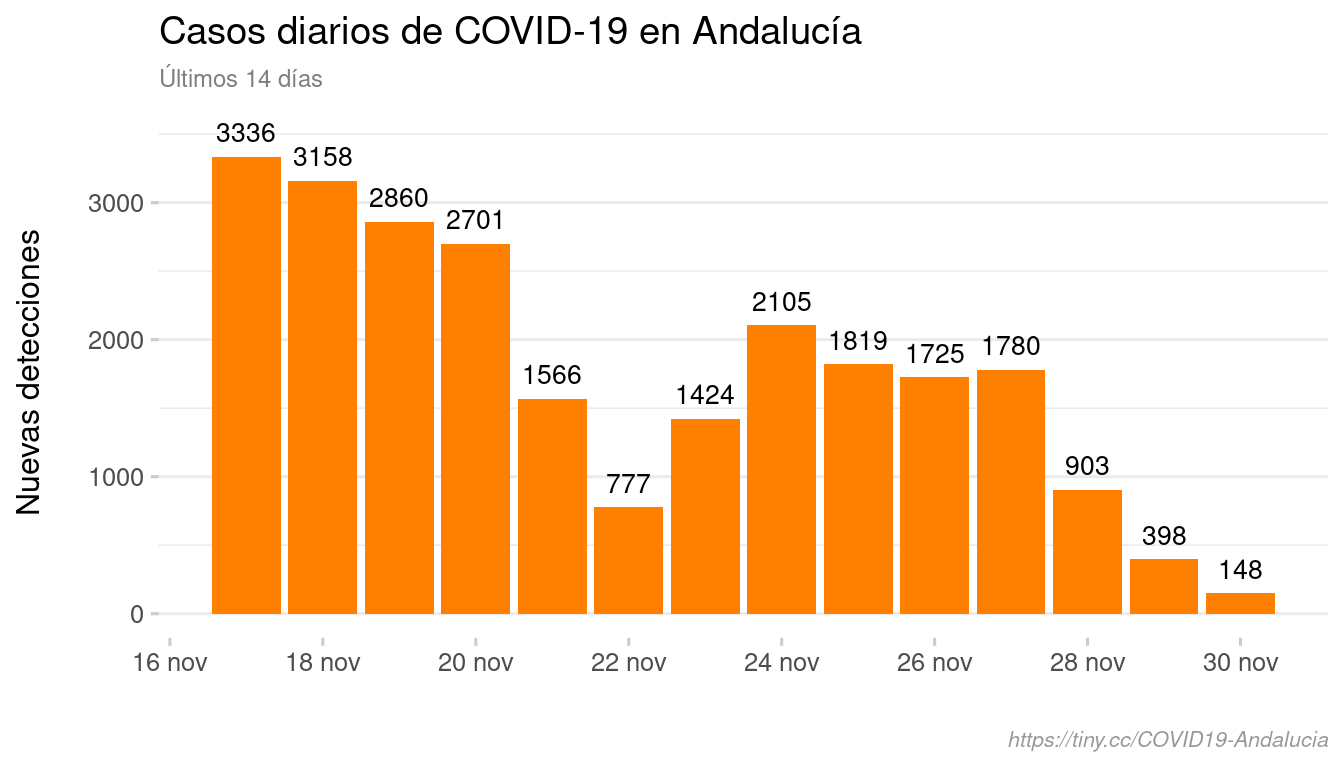 Casos diarios de COVID-19 en Andalucía
Últimos 14 días
Nuevas detecciones
3000
2000
1000
0
3336
3158
2860
2701
1566
777
1424
2105
1819
1725
1780
903
398
148
16 nov
18 nov
20 nov
22 nov
24 nov
26 nov
28 nov
30 nov
https://tiny.cc/COVID19-Andalucia